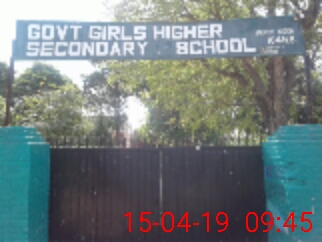 GOVT GIRLS HIGHER
SECONDARY SCHOOL
15-04-19 09:45